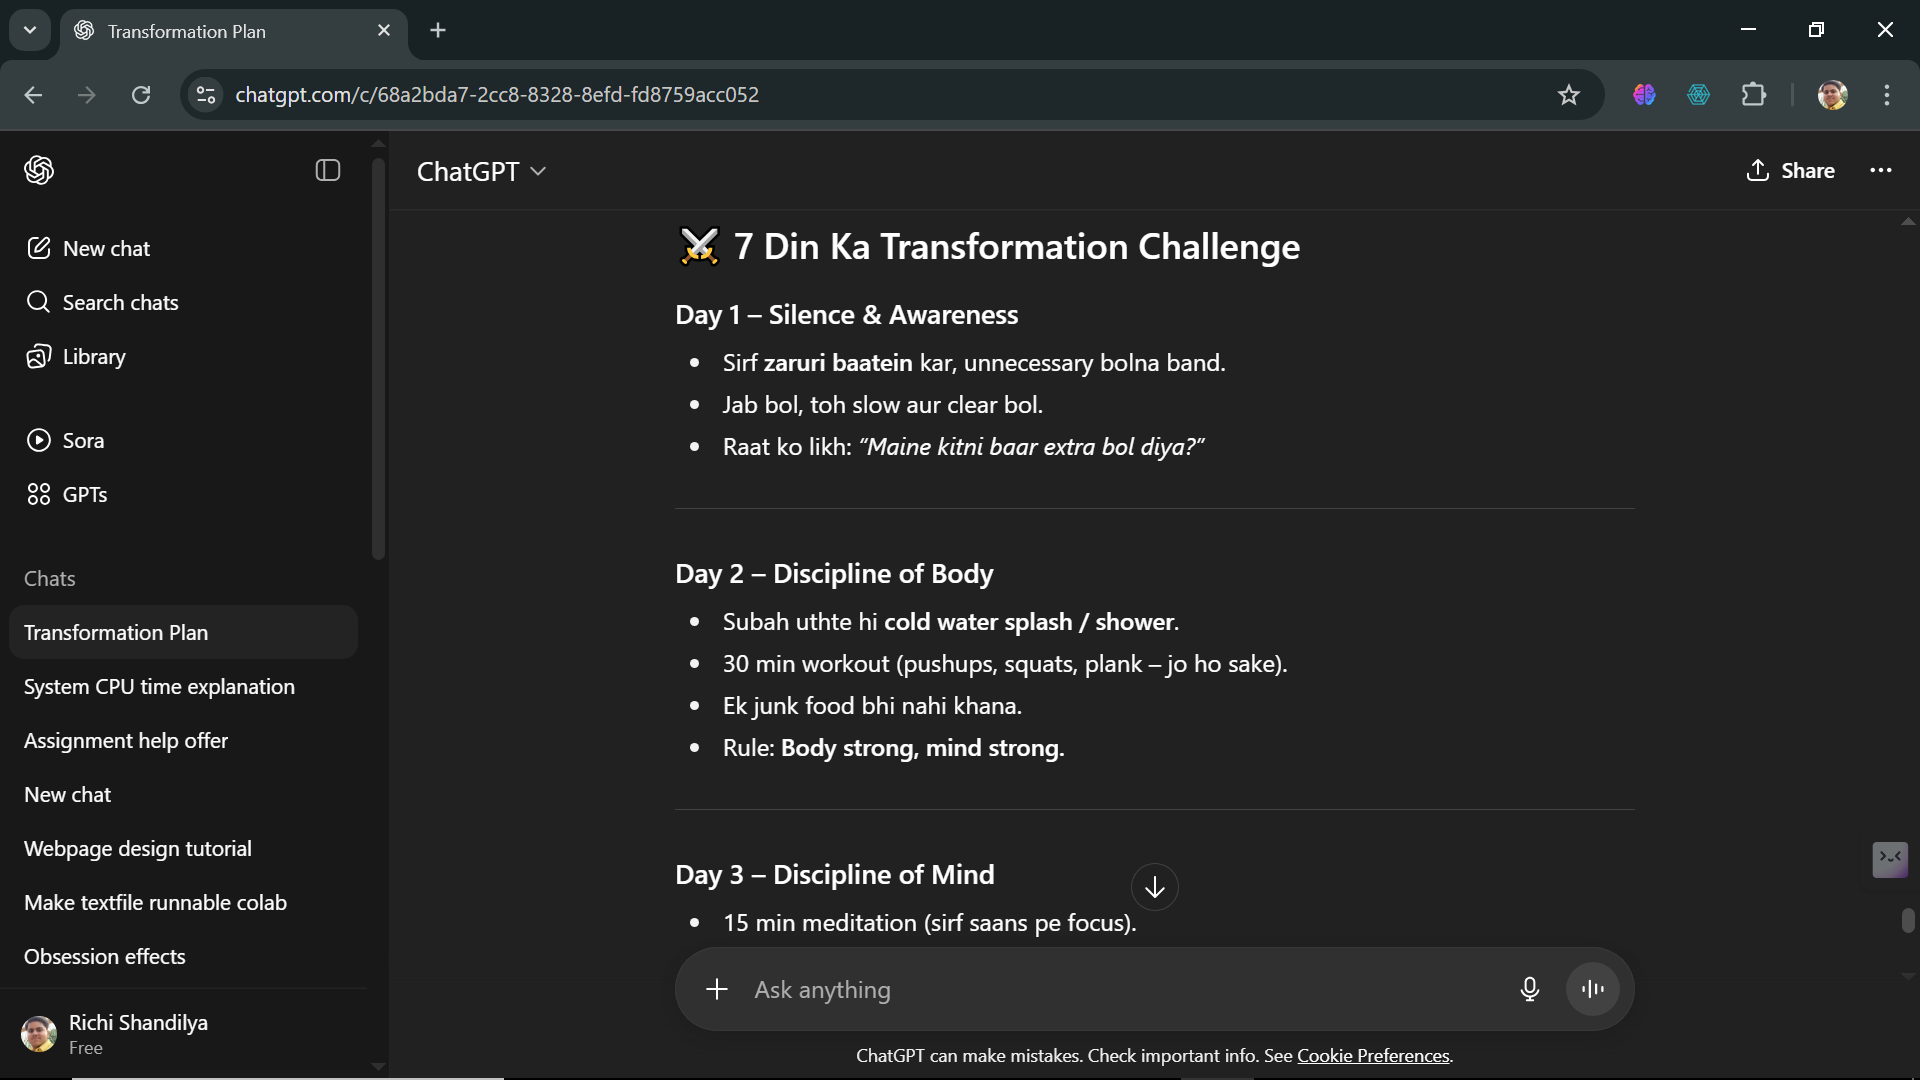 Transformation Plan
chatgpt.com/c/68a2bda7-2cc8-8328-8efd-fd8759acc052
ChatGPT
Share
New chat
Search chats
Library
Sora
GPTs
Chats
Transformation Plan
System CPU time explanation
Assignment help offer
New chat
Webpage design tutorial
Make textfile runnable colab
Obsession effects
Richi Shandilya
Free
7 Din Ka Transformation Challenge
Day 1 – Silence & Awareness
• Sirf zaruri baatein kar, unnecessary bolna band.
• Jab bol, toh slow aur clear bol.
• Raat ko likh: “Maine kitni baar extra bol diya?”
Day 2 – Discipline of Body
• Subah uthte hi cold water splash / shower.
• 30 min workout (pushups, squats, plank – jo ho sake).
• Ek junk food bhi nahi khana.
• Rule: Body strong, mind strong.
Day 3 – Discipline of Mind
• 15 min meditation (sirf saans pe focus).
Ask anything
ChatGPT can make mistakes. Check important info. See Cookie Preferences.